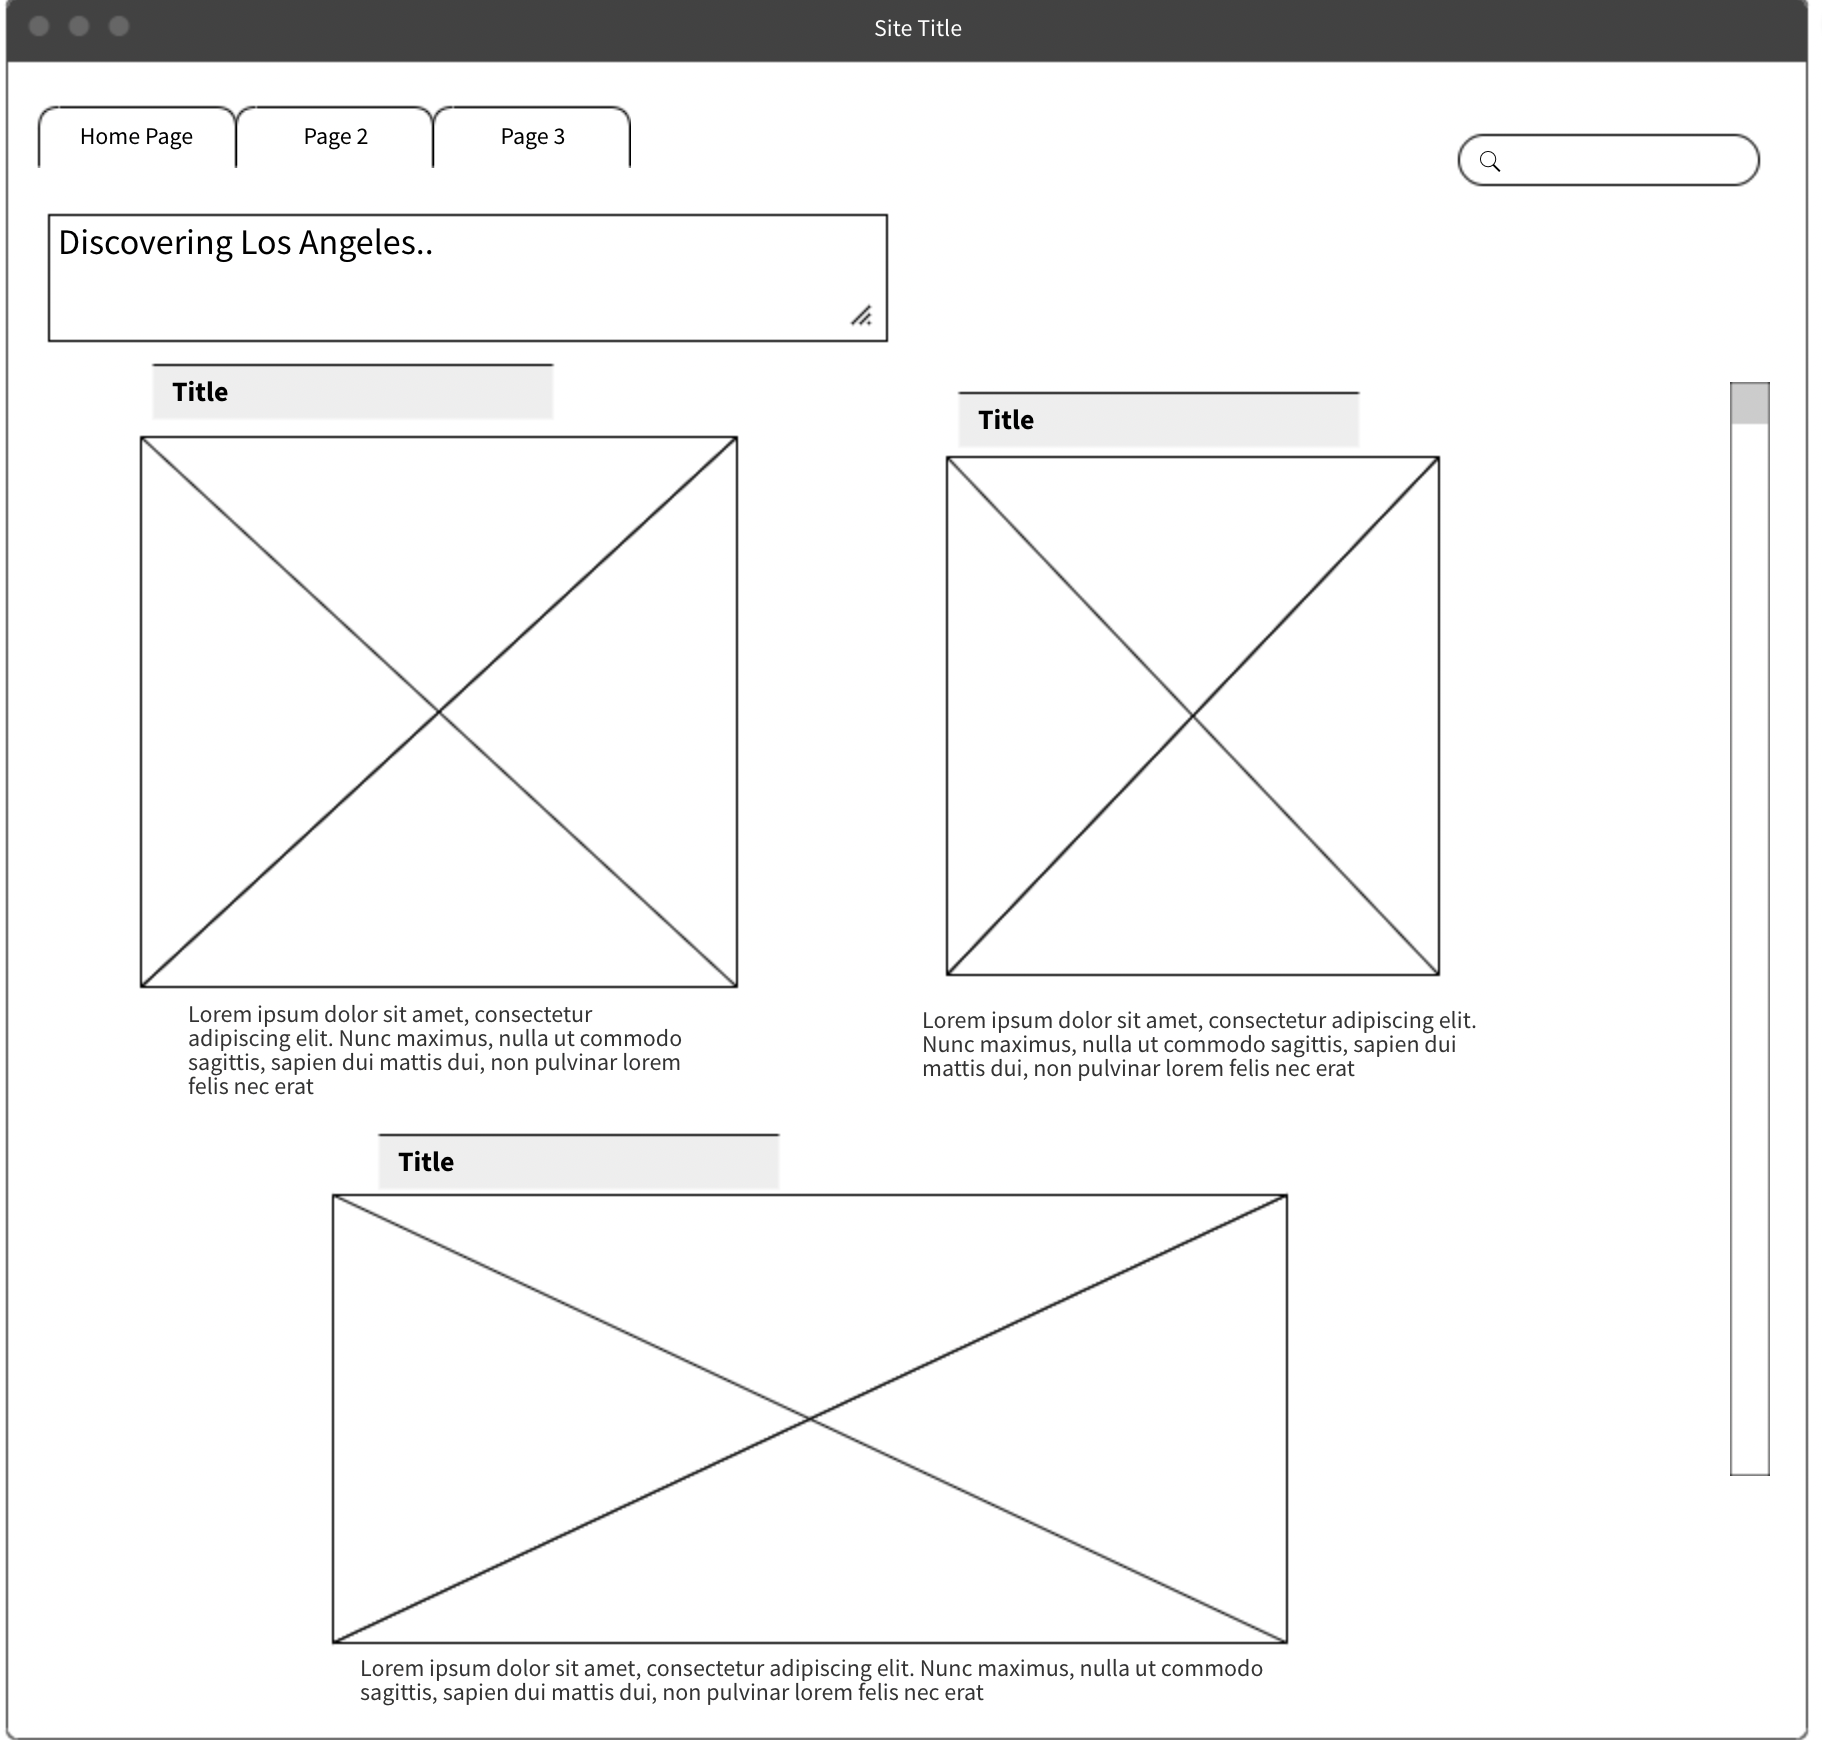 Site Title
Home Page
Page 2
Page 3
Discovering Los Angeles..
Title
Lorem ipsum dolor sit amet, consectetur
adipiscing elit. Nunc maximus, nulla ut commodo
sagittis, sapien dui mattis dui, non pulvinar lorem
felis nec erat
Title
Lorem ipsum dolor sit amet, consectetur adipiscing elit.
Nunc maximus, nulla ut commodo sagittis, sapien dui
mattis dui, non pulvinar lorem felis nec erat
Title
Lorem ipsum dolor sit amet, consectetur adipiscing elit. Nunc maximus, nulla ut commodo
sagittis, sapien dui mattis dui, non pulvinar lorem felis nec erat